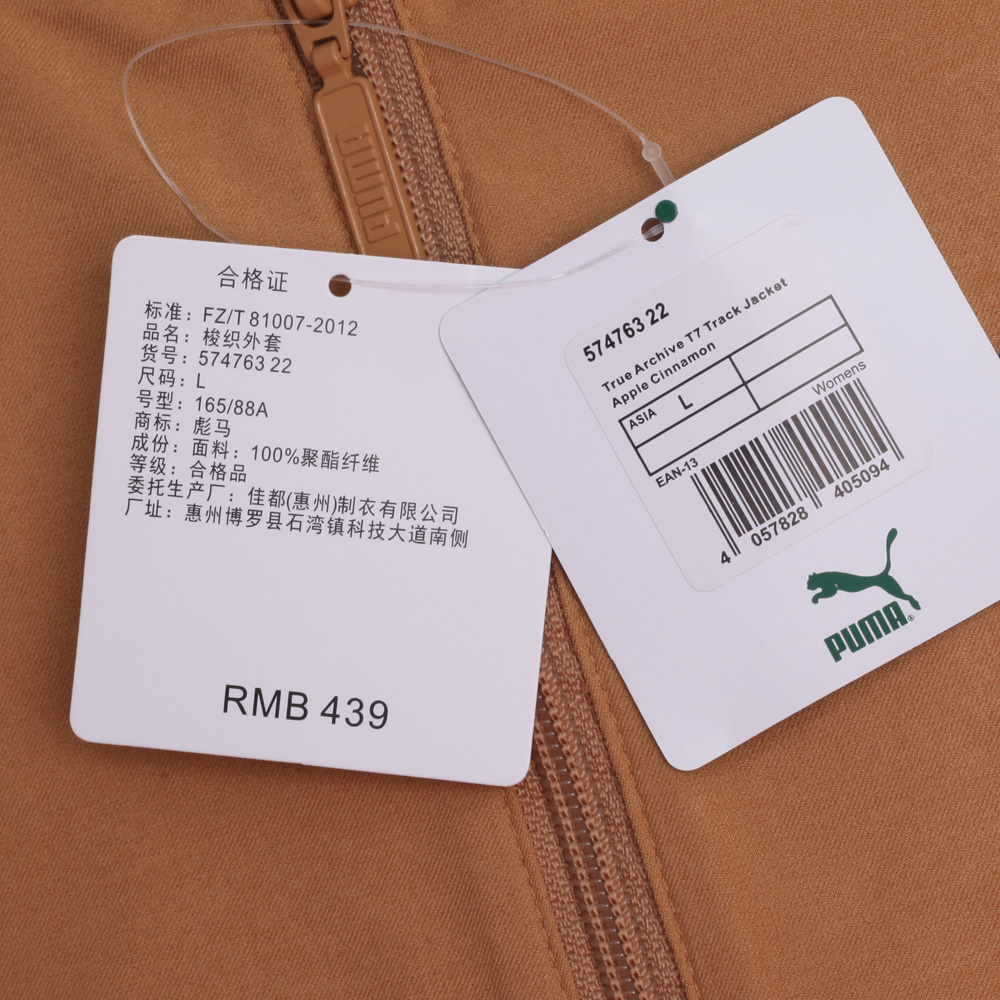 合格证
标准：FZ/T 81007-2012
品名：梭织外套
货号：574763 22
尺码：L
号型：165/88A
商标：彪马
成份：面料：100%聚酯纤维
等级：合格品
委托生产厂：佳都(惠州)制衣有限公司
厂址：惠州博罗县石湾镇科技大道南侧
RMB 439
574763 22
True Archive T7 Track Jacket
Apple Cinnamon
ASIA L
Womens
EAN-13
4 057828 405094
PUMA®
PUMA